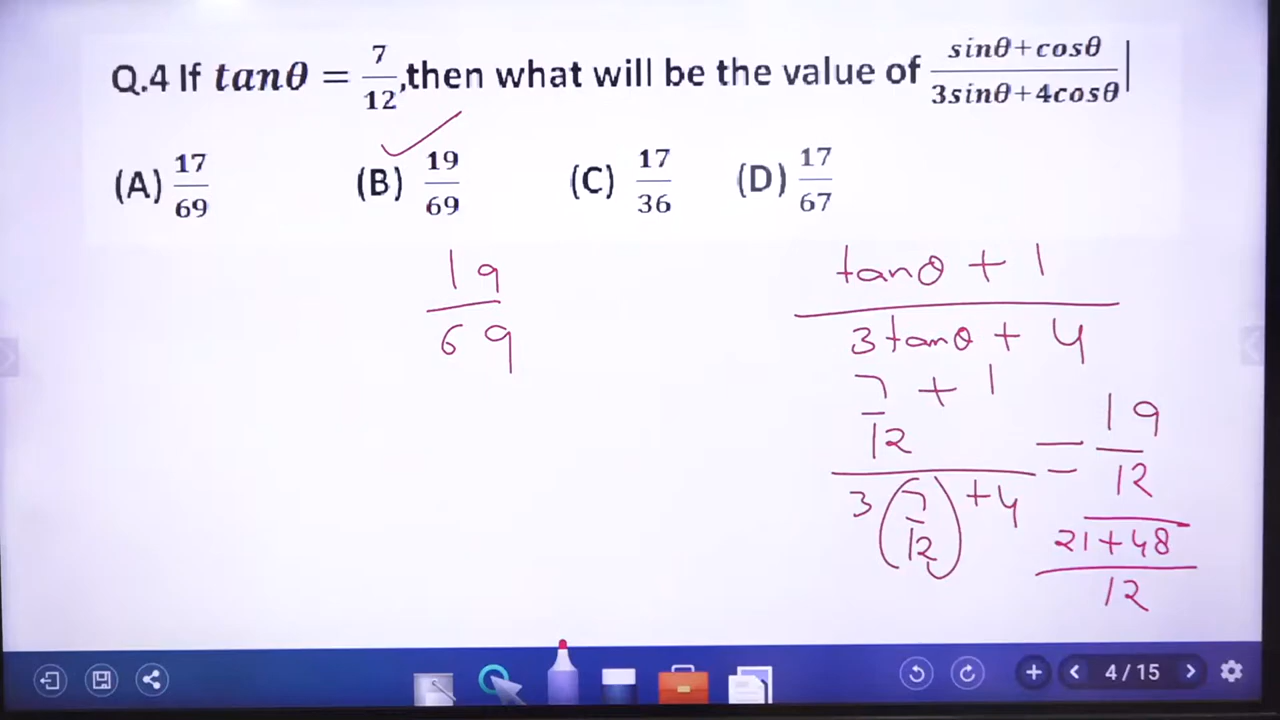 Q.4 If tanθ = 7/12, then what will be the value of (sinθ+cosθ)/(3sinθ+4cosθ)|
(A) 17/69 (B) 19/69 (C) 17/36 (D) 17/67
19/69
(tanθ + 1)/(3tanθ + 4)
(7/12 + 1)/(3(7/12) + 4) = (19/12)/((21+48)/12)
4 / 15